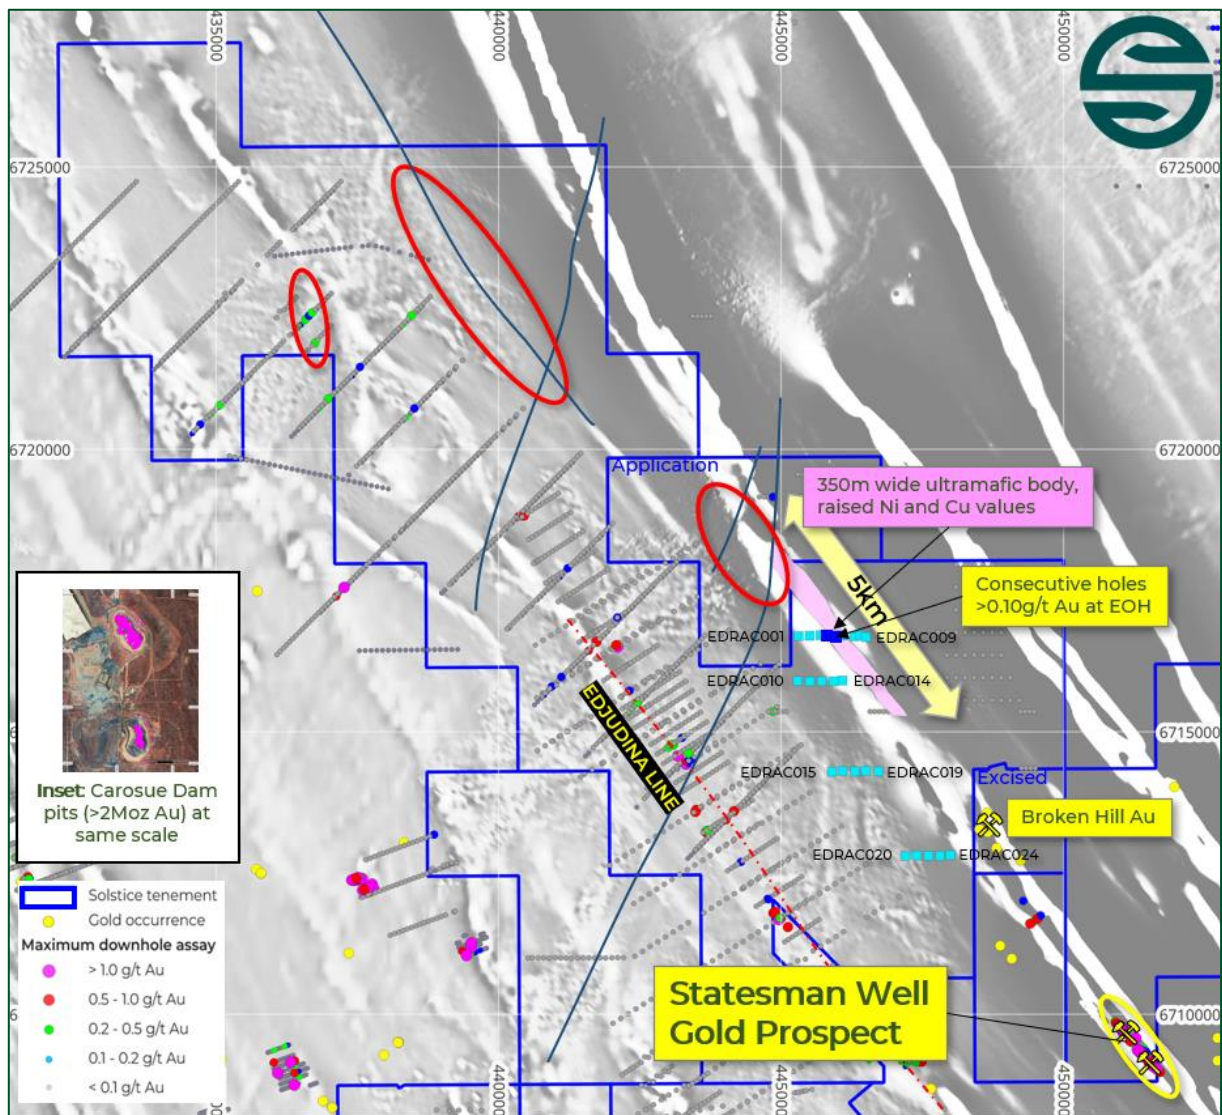 435000
440000
445000
450000
6725000
6725000
6720000
6720000
Application
350m wide ultramafic body,
raised Ni and Cu values
5km
Consecutive holes
>0.10g/t Au at EOH
EDRAC001
EDRAC009
EDRAC010
EDRAC014
EDJUDINA LINE
6715000
EDRAC015
EDRAC019
Excised
Broken Hill Au
EDRAC020
EDRAC024
Inset: Carosue Dam
pits (>2Moz Au) at
same scale
Solstice tenement
Gold occurrence
Maximum downhole assay
> 1.0 g/t Au
0.5 - 1.0 g/t Au
0.2 - 0.5 g/t Au
0.1 - 0.2 g/t Au
< 0.1 g/t Au
Statesman Well
Gold Prospect
6710000
440000
445000
450000